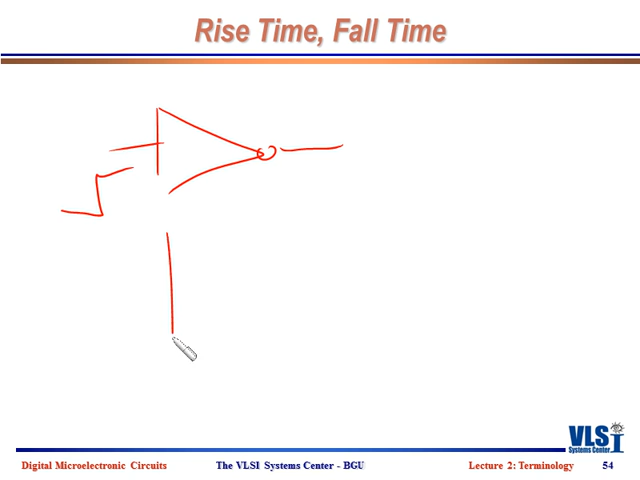 Rise Time, Fall Time
VLSI
Systems Center
Digital Microelectronic Circuits
The VLSI Systems Center - BGU
Lecture 2: Terminology
54